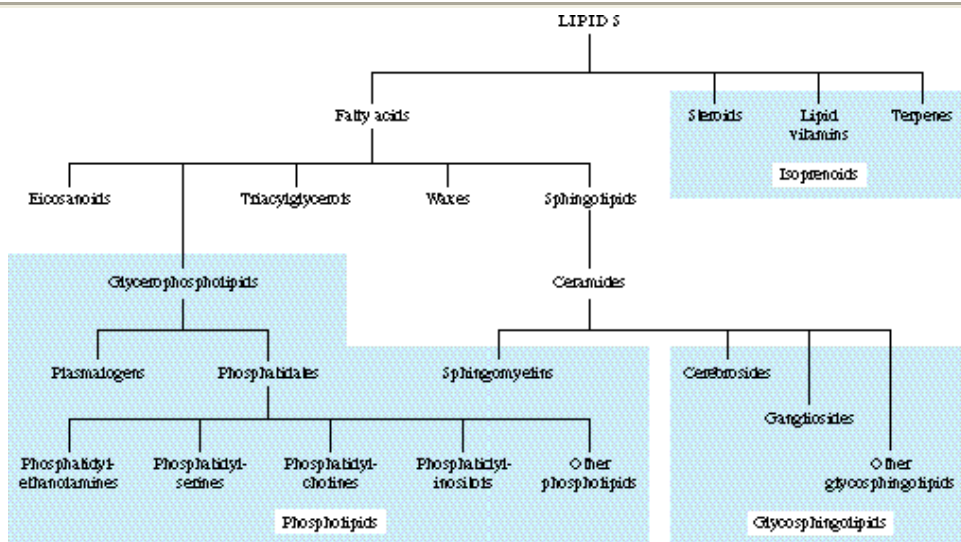 LIPIDS
Fatty acids
Steroids
Lipid
vitamins
Terpenes
Isoprenoids
Eicosanoids
Triacylglycerols
Waxes
Sphingolipids
Glycerophospholipids
Ceramides
Plasmalogens
Phosphatidates
Sphingomyelins
Cerebrosides
Gangliosides
Phosphatidyl-
ethanolamines
Phosphatidyl-
serines
Phosphatidyl-
cholines
Phosphatidyl-
inositols
Other
phospholipids
Other
glycosphingolipids
Phospholipids
Glycosphingolipids